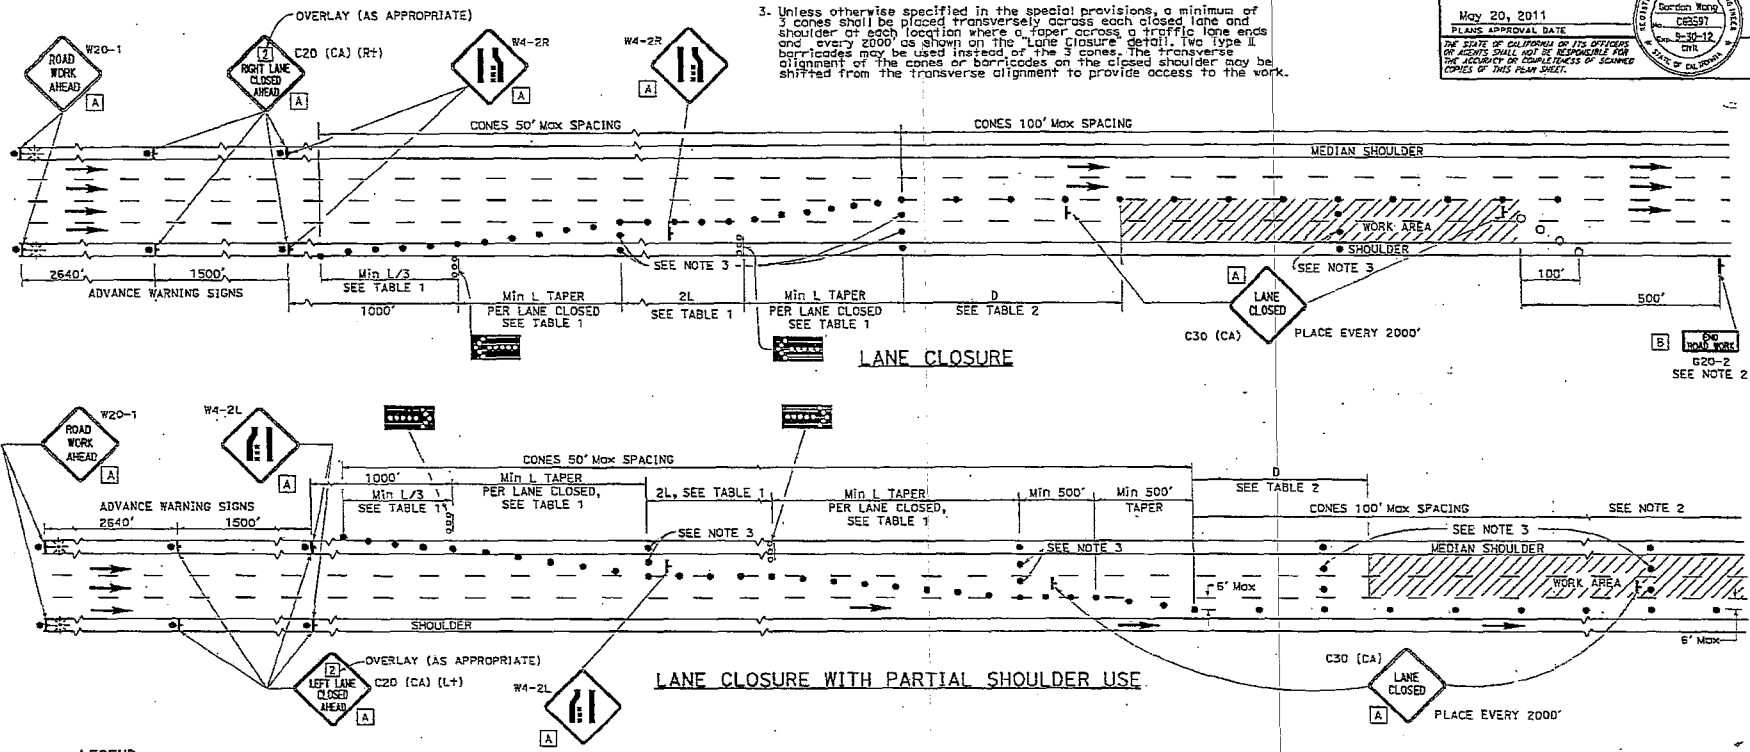 3. Unless otherwise specified in the special provisions, a minimum of
3 cones shall be placed transversely across each closed lane and
shoulder at each location where a taper across a traffic lane ends
and every 2000' as shown on the "Lane Closure" detail. Two Type II
barricades may be used instead of the 3 cones. The transverse
alignment of the cones or barricades on the closed shoulder may be
shifted from the transverse alignment to provide access to the work.
May 20, 2011
PLANS APPROVAL DATE
THE STATE OF CALIFORNIA OR ITS OFFICERS
OR AGENTS SHALL NOT BE RESPONSIBLE FOR
THE ACCURACY OR COMPLETENESS OF SCANNED
COPIES OF THIS PLAN SHEET.
Gordon Wang
No. C68597
Exp. 9-30-12
CIVIL
STATE OF CALIFORNIA
OVERLAY (AS APPROPRIATE)
W20-1
ROAD
WORK
AHEAD
A
2
RIGHT LANE
CLOSED
AHEAD
C20 (CA) (Rt)
A
W4-2R
A
W4-2R
A
CONES 50' Max SPACING
CONES 100' Max SPACING
MEDIAN SHOULDER
WORK AREA
SHOULDER
SEE NOTE 3
SEE NOTE 3
2640'
1500'
ADVANCE WARNING SIGNS
Min L/3
SEE TABLE 1
1000'
Min L TAPER
PER LANE CLOSED
SEE TABLE 1
2L
SEE TABLE 1
Min L TAPER
PER LANE CLOSED
SEE TABLE 1
D
SEE TABLE 2
A
LANE
CLOSED
C30 (CA)
PLACE EVERY 2000'
100'
500'
B
END
ROAD WORK
G20-2
SEE NOTE 2
LANE CLOSURE
W20-1
ROAD
WORK
AHEAD
A
W4-2L
A
CONES 50' Max SPACING
1000'
Min L/3
SEE TABLE 1
Min L TAPER
PER LANE CLOSED,
SEE TABLE 1
2L, SEE TABLE 1
Min L TAPER
PER LANE CLOSED,
SEE TABLE 1
Min 500'
Min 500'
TAPER
D
SEE TABLE 2
CONES 100' Max SPACING
SEE NOTE 2
ADVANCE WARNING SIGNS
2640'
1500'
SEE NOTE 3
SEE NOTE 3
SEE NOTE 3
MEDIAN SHOULDER
WORK AREA
6' Max
6' Max
SHOULDER
2
LEFT LANE
CLOSED
AHEAD
OVERLAY (AS APPROPRIATE)
C20 (CA) (Lt)
A
W4-2L
A
LANE CLOSURE WITH PARTIAL SHOULDER USE
C30 (CA)
LANE
CLOSED
A
PLACE EVERY 2000'